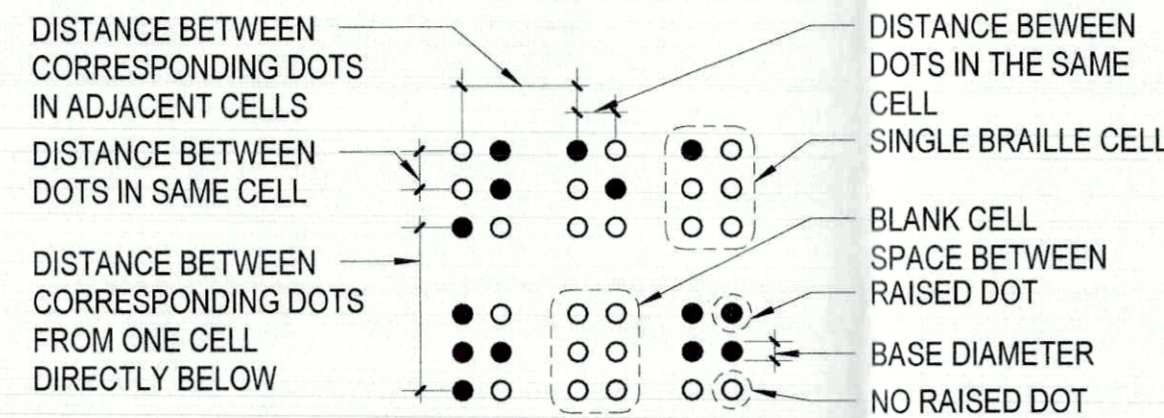 DISTANCE BETWEEN
CORRESPONDING DOTS
IN ADJACENT CELLS
DISTANCE BETWEEN
DOTS IN SAME CELL
DISTANCE BETWEEN
CORRESPONDING DOTS
FROM ONE CELL
DIRECTLY BELOW
DISTANCE BEWEEN
DOTS IN THE SAME
CELL
SINGLE BRAILLE CELL
BLANK CELL
SPACE BETWEEN
RAISED DOT
BASE DIAMETER
NO RAISED DOT